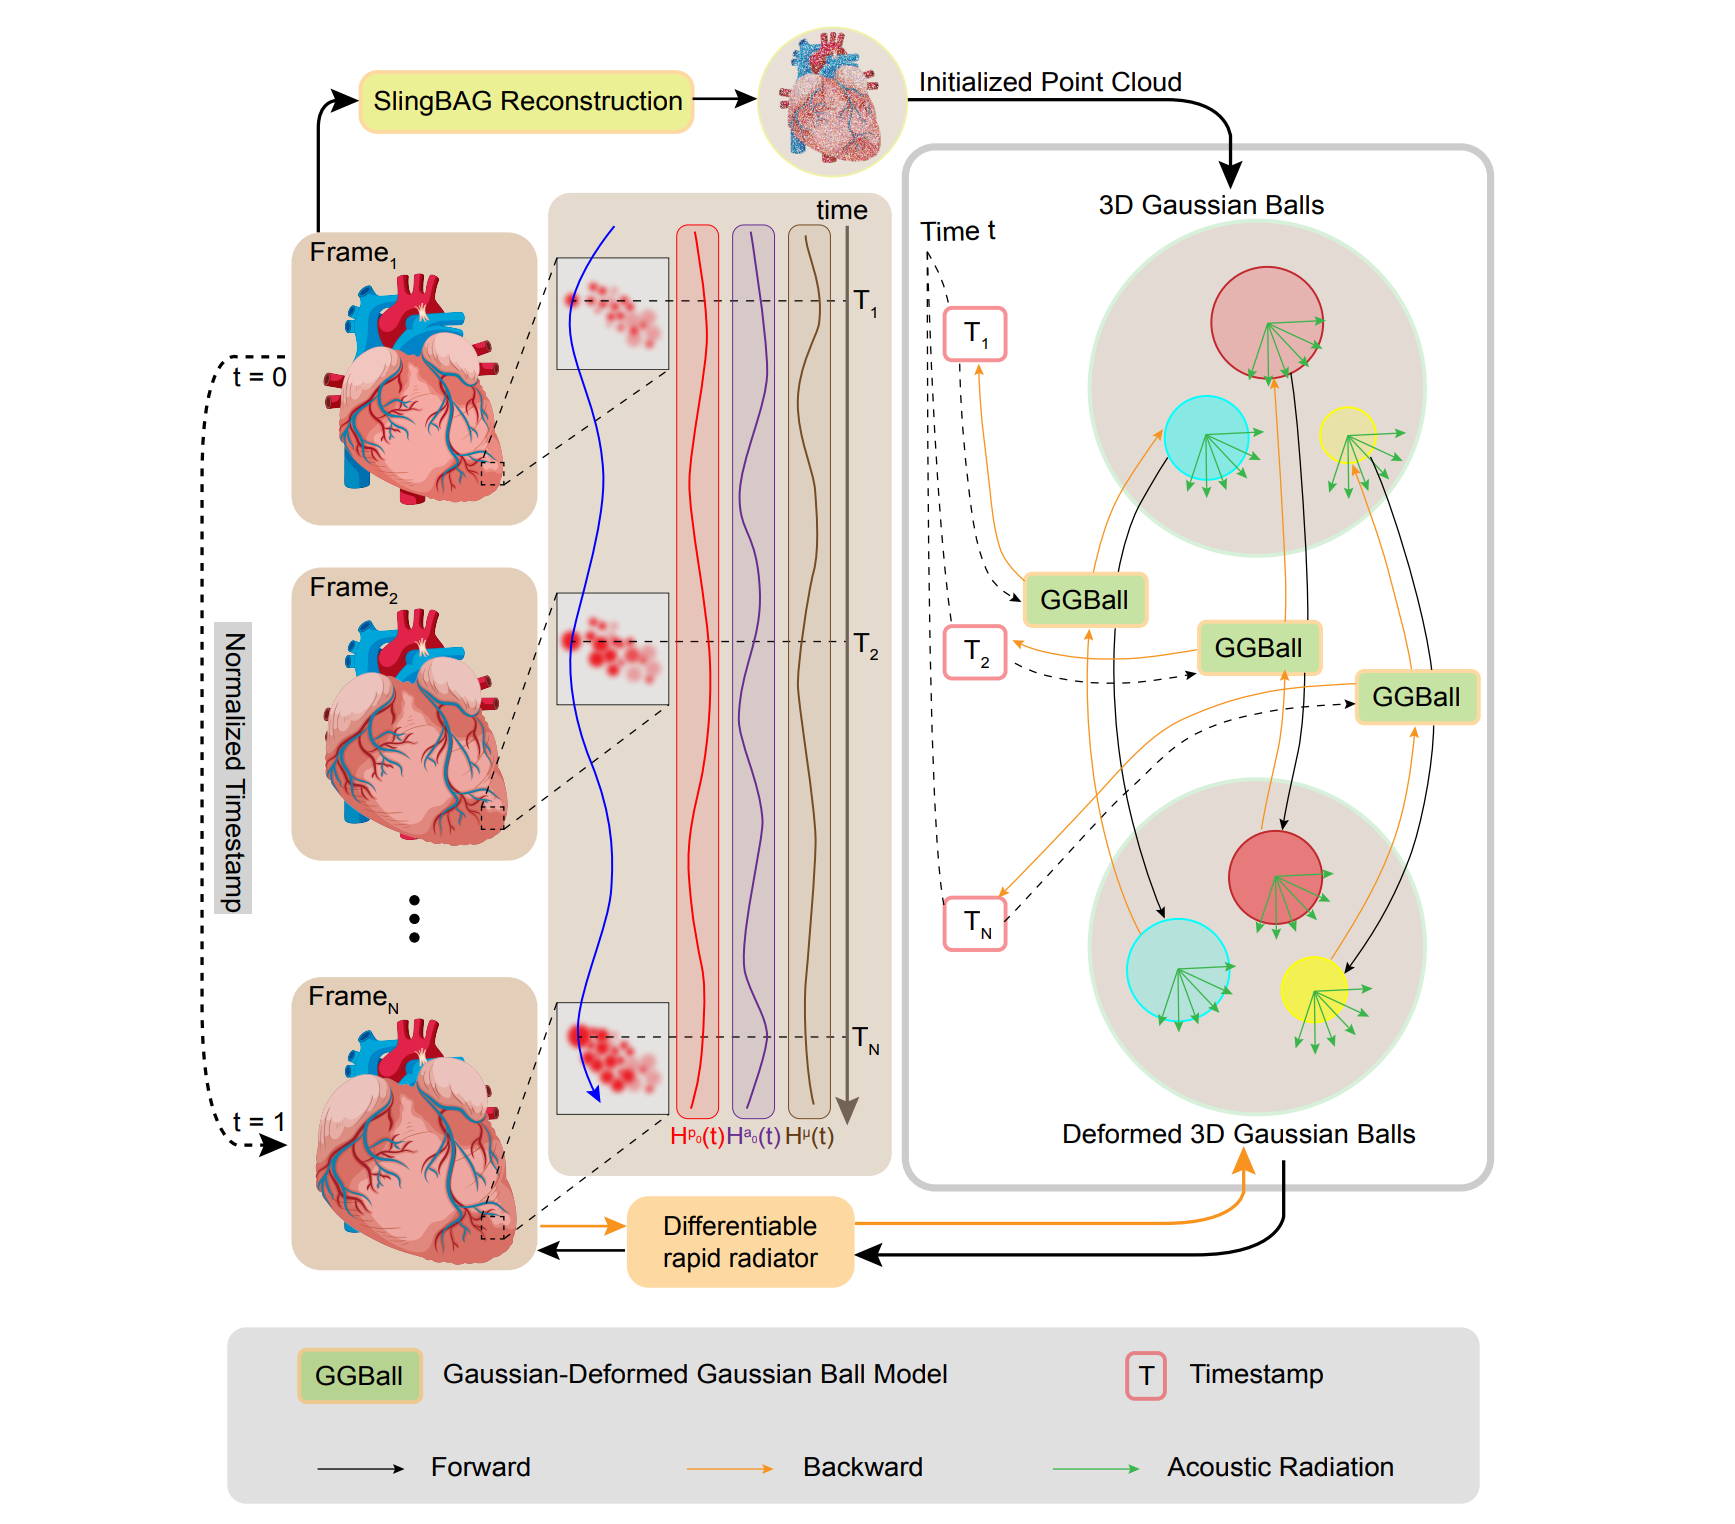 SlingBAG Reconstruction
Initialized Point Cloud
3D Gaussian Balls
time
Time t
Frame1
T1
T1
t = 0
Frame2
T2
GGBall
T2
GGBall
GGBall
Normalized Timestamp
TN
FrameN
TN
t = 1
Hp0(t) Ha0(t) Hμ(t)
Deformed 3D Gaussian Balls
Differentiable
rapid radiator
GGBall Gaussian-Deformed Gaussian Ball Model T Timestamp
Forward Backward Acoustic Radiation